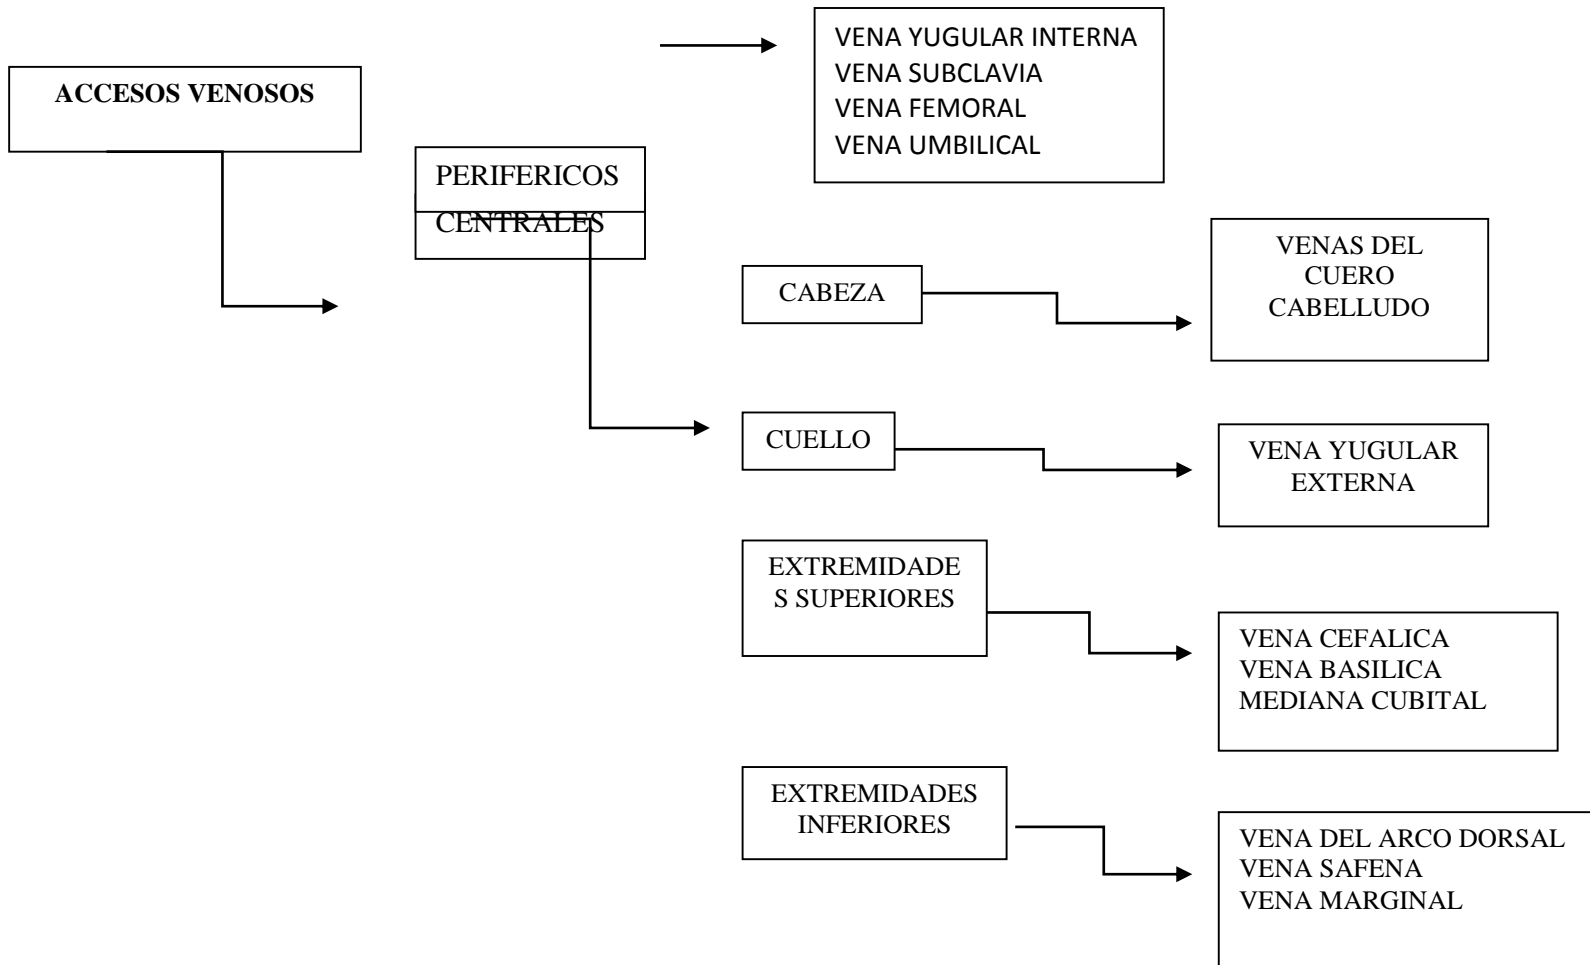 ACCESOS VENOSOS
VENA YUGULAR INTERNA
VENA SUBCLAVIA
VENA FEMORAL
VENA UMBILICAL
PERIFERICOS
CENTRALES
CABEZA
VENAS DEL
CUERO
CABELLUDO
CUELLO
VENA YUGULAR
EXTERNA
EXTREMIDADE
S SUPERIORES
VENA CEFALICA
VENA BASILICA
MEDIANA CUBITAL
EXTREMIDADES
INFERIORES
VENA DEL ARCO DORSAL
VENA SAFENA
VENA MARGINAL